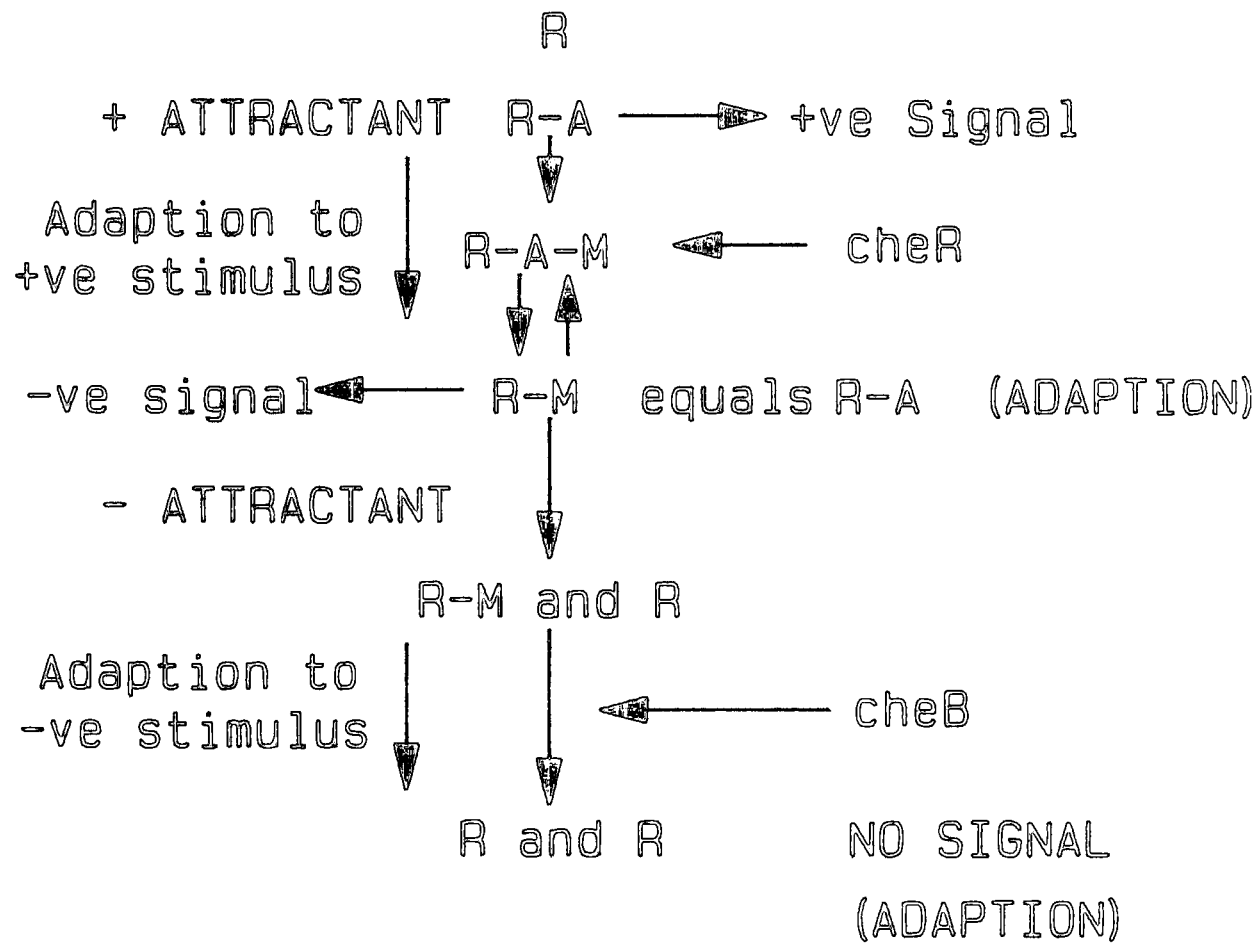 R
+ ATTRACTANT R-A +ve Signal
Adaption to
+ve stimulus
R-A-M cheR
-ve signal R-M equals R-A (ADAPTION)
- ATTRACTANT
R-M and R
Adaption to
-ve stimulus
cheB
R and R NO SIGNAL
(ADAPTION)